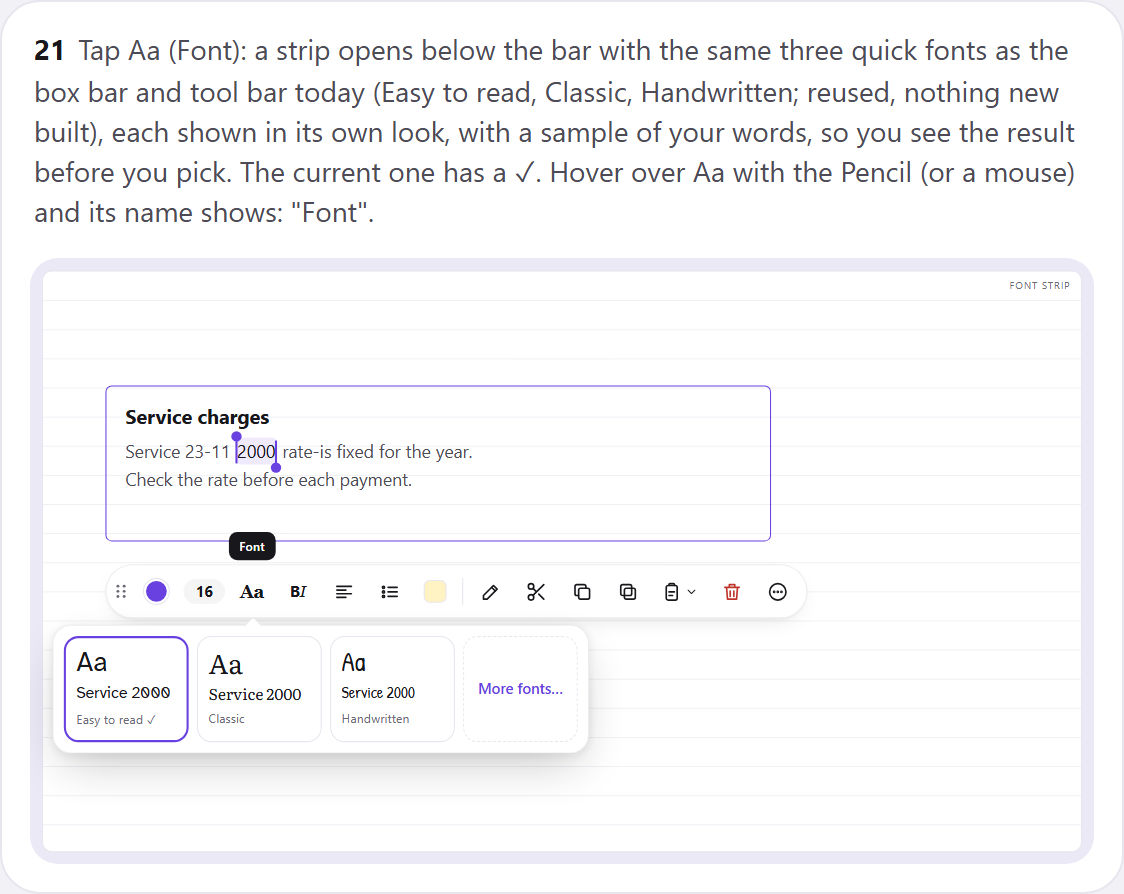 21 Tap Aa (Font): a strip opens below the bar with the same three quick fonts as the
box bar and tool bar today (Easy to read, Classic, Handwritten; reused, nothing new
built), each shown in its own look, with a sample of your words, so you see the result
before you pick. The current one has a ✓. Hover over Aa with the Pencil (or a mouse)
and its name shows: "Font".
FONT STRIP
Service charges
Service 23-11 2000 rate-is fixed for the year.
Check the rate before each payment.
Font
16 Aa BI
Aa Aa Aa
Service 2000 Service 2000 Service 2000 More fonts...
Easy to read ✓ Classic Handwritten